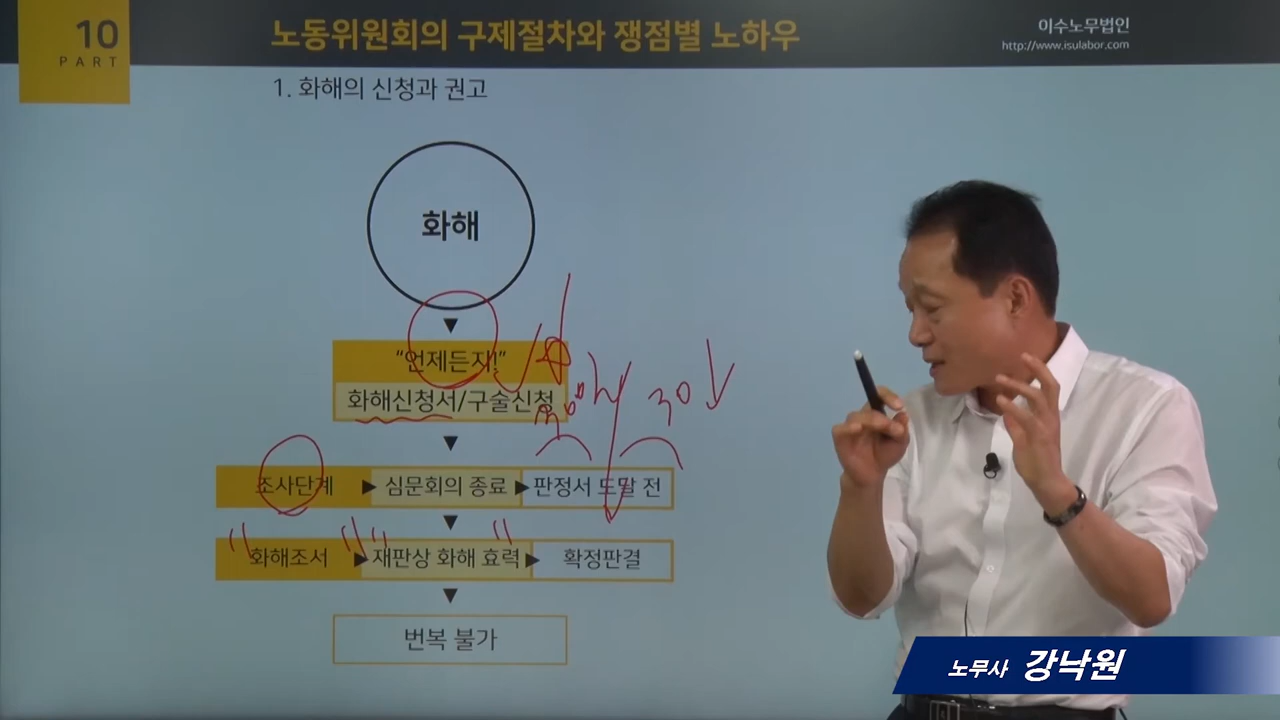 10
PART
노동위원회의 구제절차와 쟁점별 노하우
이수노무법인
http://www.isulabor.com
1. 화해의 신청과 권고
화해
▼
“언제든지!”
화해신청서/구술신청
30
30
▼
조사단계 ▶ 심문회의 종료 ▶ 판정서 도달 전
▼
화해조서 ▶ 재판상 화해 효력 ▶ 확정판결
▼
번복 불가
노무사 강낙원